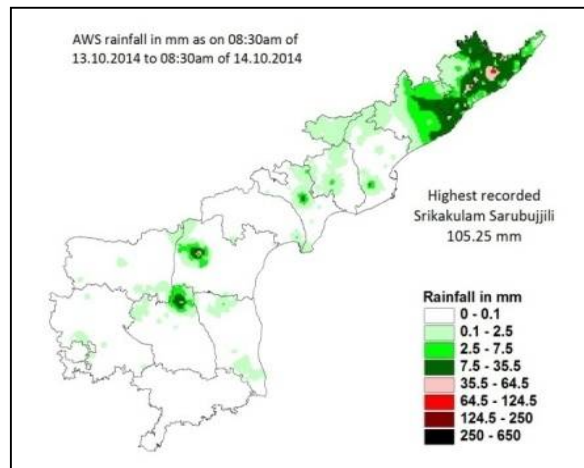 AWS rainfall in mm as on 08:30am of
13.10.2014 to 08:30am of 14.10.2014
Highest recorded
Srikakulam Sarubujjili
105.25 mm
Rainfall in mm
0 - 0.1
0.1 - 2.5
2.5 - 7.5
7.5 - 35.5
35.5 - 64.5
64.5 - 124.5
124.5 - 250
250 - 650